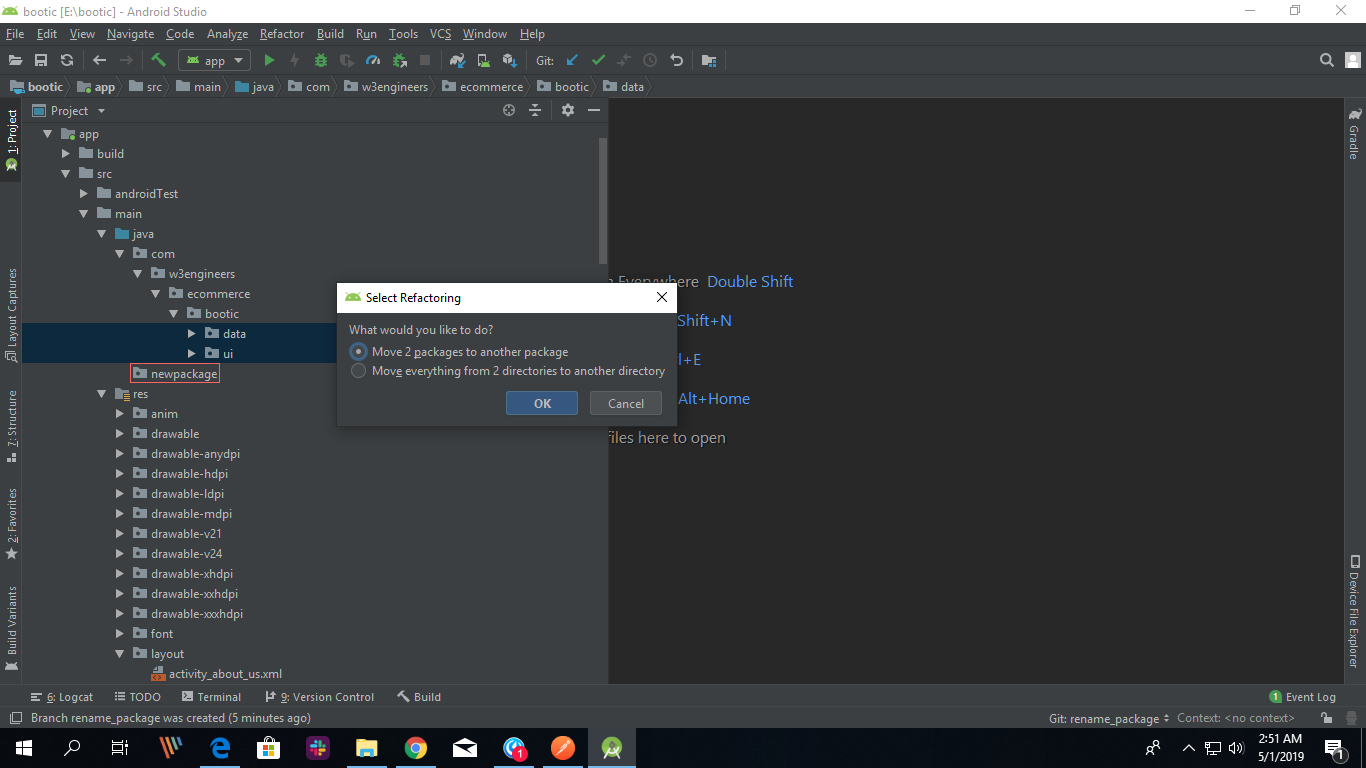 bootic [E:\bootic] - Android Studio
File Edit View Navigate Code Analyze Refactor Build Run Tools VCS Window Help
app Git:
bootic app src main java com w3engineers ecommerce bootic data
Project
1: Project
Layout Captures
7: Structure
2: Favorites
Build Variants
app
build
src
androidTest
main
java
com
w3engineers
ecommerce
bootic
data
ui
newpackage
res
anim
drawable
drawable-anydpi
drawable-hdpi
drawable-ldpi
drawable-mdpi
drawable-v21
drawable-v24
drawable-xhdpi
drawable-xxhdpi
drawable-xxxhdpi
font
layout
activity_about_us.xml
Select Refactoring
What would you like to do?
Move 2 packages to another package
Move everything from 2 directories to another directory
OK Cancel
Everywhere Double Shift
Shift+N
+E
Alt+Home
files here to open
Gradle
Device File Explorer
6: Logcat TODO Terminal 9: Version Control Build 1 Event Log
Branch rename_package was created (5 minutes ago) Git: rename_package Context: <no context>
1
2:51 AM
5/1/2019
1